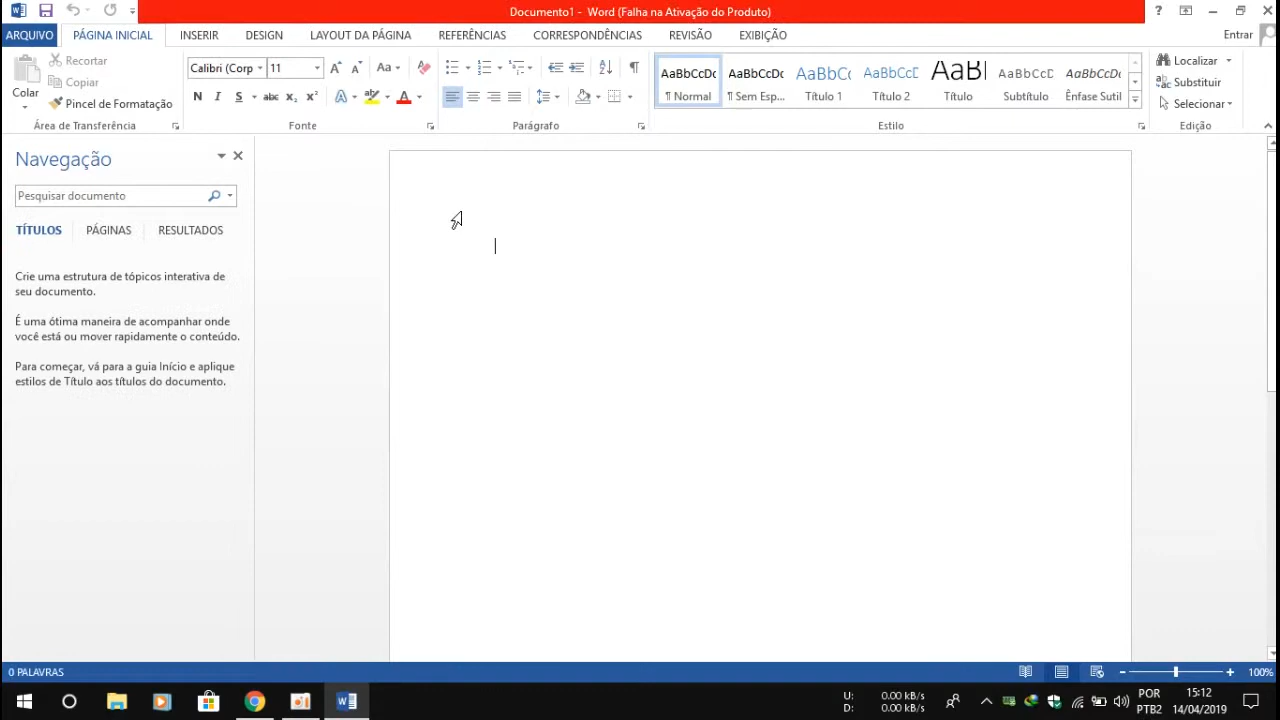 Documento1 - Word (Falha na Ativação do Produto)
?
ARQUIVO PÁGINA INICIAL INSERIR DESIGN LAYOUT DA PÁGINA REFERÊNCIAS CORRESPONDÊNCIAS REVISÃO EXIBIÇÃO Entrar
Colar
Recortar
Copiar
Pincel de Formatação
Área de Transferência
Calibri (Corp 11 Aa
N I S abc x₂ x² A A
Fonte
Parágrafo
AaBbCcDc AaBbCcDc AaBbCc AaBbCcD AaBl AaBbCcD AaBbCcDc
¶ Normal ¶ Sem Esp... Título 1 Título 2 Título Subtítulo Ênfase Sutil
Estilo
Localizar
Substituir
Selecionar
Edição
Navegação
Pesquisar documento
TÍTULOS PÁGINAS RESULTADOS
Crie uma estrutura de tópicos interativa de
seu documento.
É uma ótima maneira de acompanhar onde
você está ou mover rapidamente o conteúdo.
Para começar, vá para a guia Início e aplique
estilos de Título aos títulos do documento.
0 PALAVRAS
100%
U: 0.00 kB/s
D: 0.00 kB/s
POR
PTB2
15:12
14/04/2019